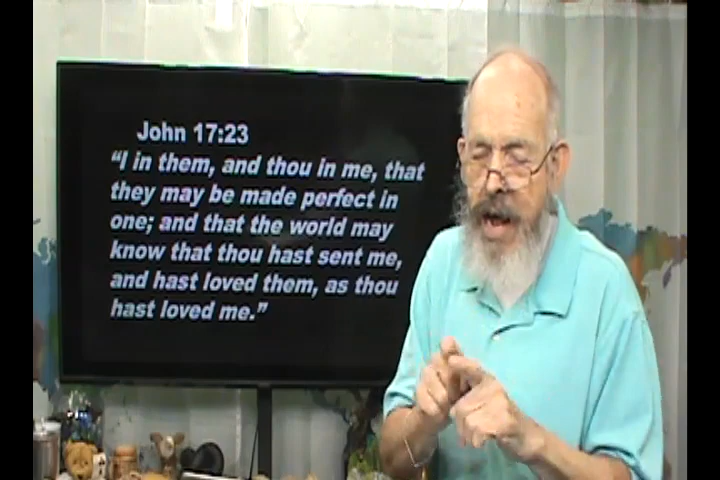 John 17:23
“I in them, and thou in me, that
they may be made perfect in
one; and that the world may
know that thou hast sent me,
and hast loved them, as thou
hast loved me.”